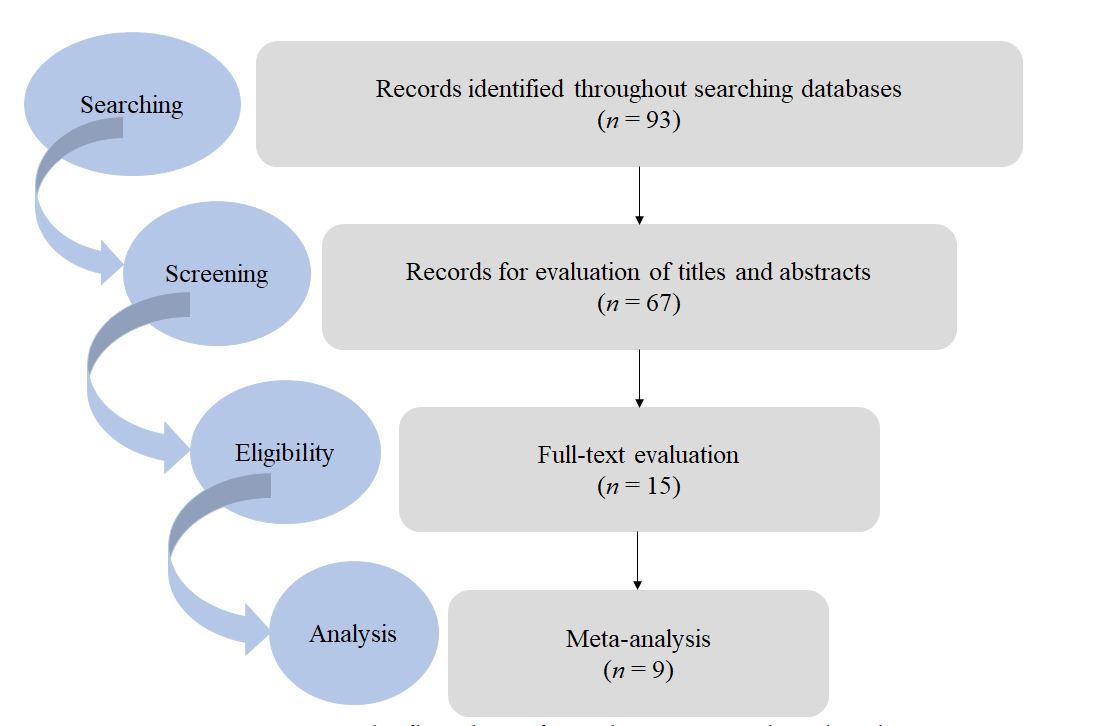 Searching
Records identified throughout searching databases
(n = 93)
Screening
Records for evaluation of titles and abstracts
(n = 67)
Eligibility
Full-text evaluation
(n = 15)
Analysis
Meta-analysis
(n = 9)